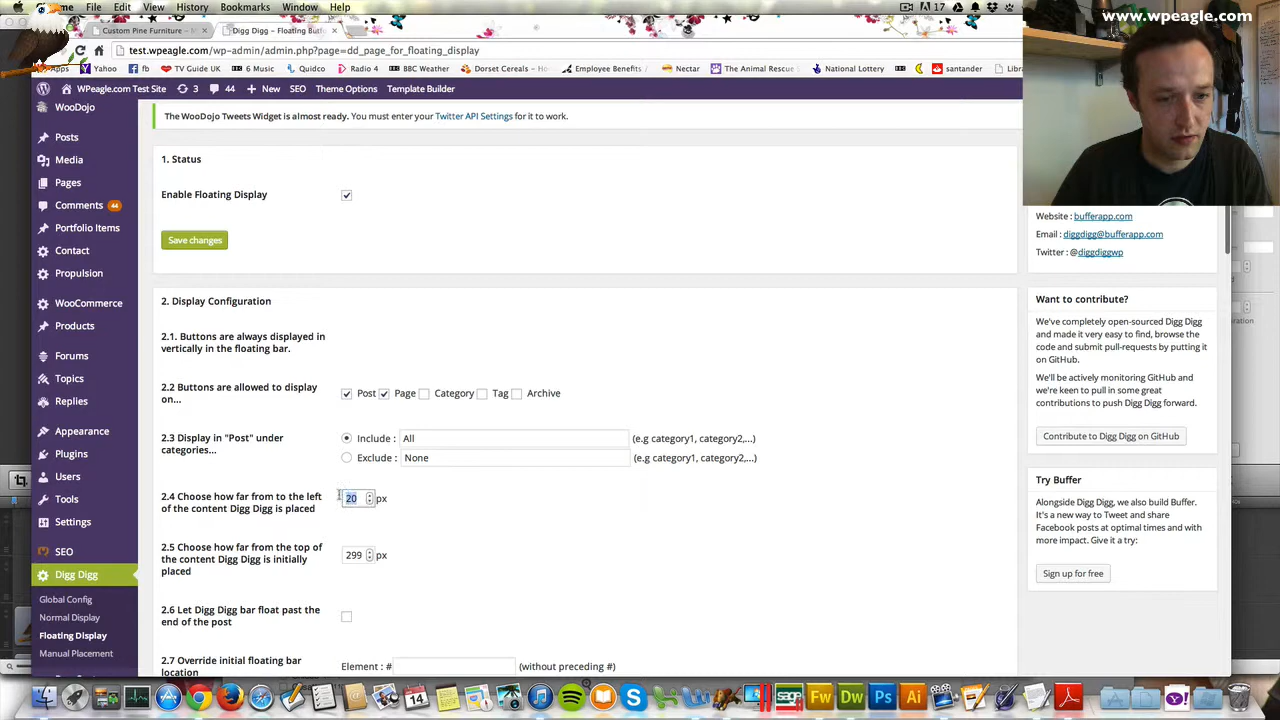 File Edit View History Bookmarks Window Help
17
www.wpeagle.com
Custom Pine Furniture – M
Digg Digg – Floating Butto
test.wpeagle.com/wp-admin/admin.php?page=dd_page_for_floating_display
Apps Yahoo fb TV Guide UK 6 Music Quidco Radio 4 BBC Weather Dorset Cereals – Ho Employee Benefits / Nectar The Animal Rescue National Lottery santander
WPeagle.com Test Site 3 44 New SEO Theme Options Template Builder
WooDojo
Posts
Media
Pages
Comments 44
Portfolio Items
Contact
Propulsion
WooCommerce
Products
Forums
Topics
Replies
Appearance
Plugins
Users
Tools
Settings
SEO
Digg Digg
Global Config
Normal Display
Floating Display
Manual Placement
The WooDojo Tweets Widget is almost ready. You must enter your Twitter API Settings for it to work.
1. Status
Enable Floating Display
Save changes
2. Display Configuration
2.1. Buttons are always displayed in
vertically in the floating bar.
2.2 Buttons are allowed to display
on...
Post Page Category Tag Archive
2.3 Display in "Post" under
categories...
Include : All (e.g category1, category2,...)
Exclude : None (e.g category1, category2,...)
2.4 Choose how far from to the left
of the content Digg Digg is placed
20 px
2.5 Choose how far from the top of
the content Digg Digg is initially
placed
299 px
2.6 Let Digg Digg bar float past the
end of the post
2.7 Override initial floating bar
location
Element : # (without preceding #)
Website : bufferapp.com
Email : diggdigg@bufferapp.com
Twitter : @diggdiggwp
Want to contribute?
We've completely open-sourced Digg Digg
and made it very easy to find, browse the
code and submit pull-requests by putting it
on GitHub.
We'll be actively monitoring GitHub and
we're keen to pull in some great
contributions to push Digg Digg forward.
Contribute to Digg Digg on GitHub
Try Buffer
Alongside Digg Digg, we also build Buffer.
It's a new way to Tweet and share
Facebook posts at optimal times and with
more impact. Give it a try:
Sign up for free
Fw Dw Ps Ai